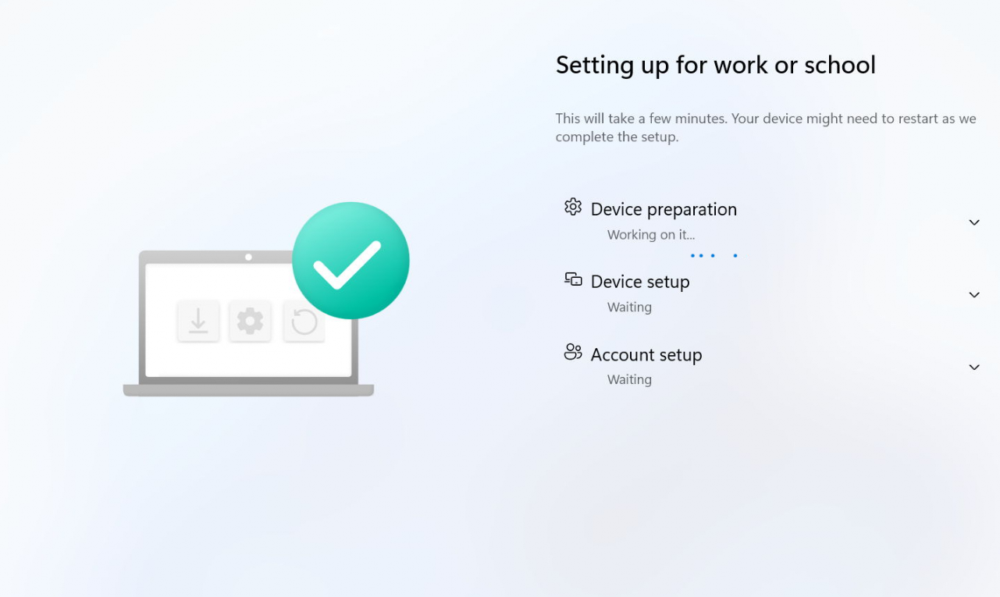 Setting up for work or school
This will take a few minutes. Your device might need to restart as we
complete the setup.
Device preparation
Working on it...
Device setup
Waiting
Account setup
Waiting